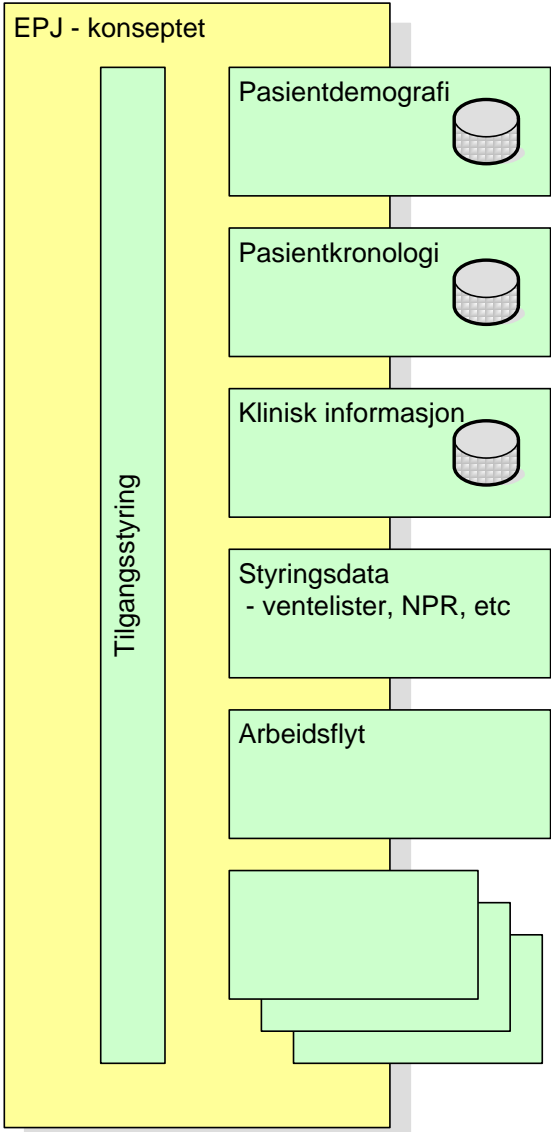 EPJ - konseptet
Pasientdemografi
Pasientkronologi
Klinisk informasjon
Tilgangsstyring
Styringsdata
- ventelister, NPR, etc
Arbeidsflyt